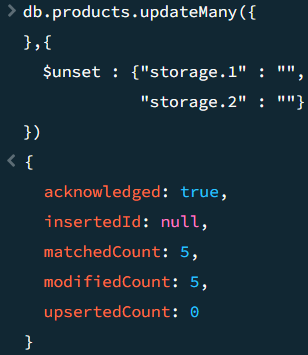 > db.products.updateMany({
},{
$unset : {"storage.1" : "",
"storage.2" : ""}
})
< {
acknowledged: true,
insertedId: null,
matchedCount: 5,
modifiedCount: 5,
upsertedCount: 0
}